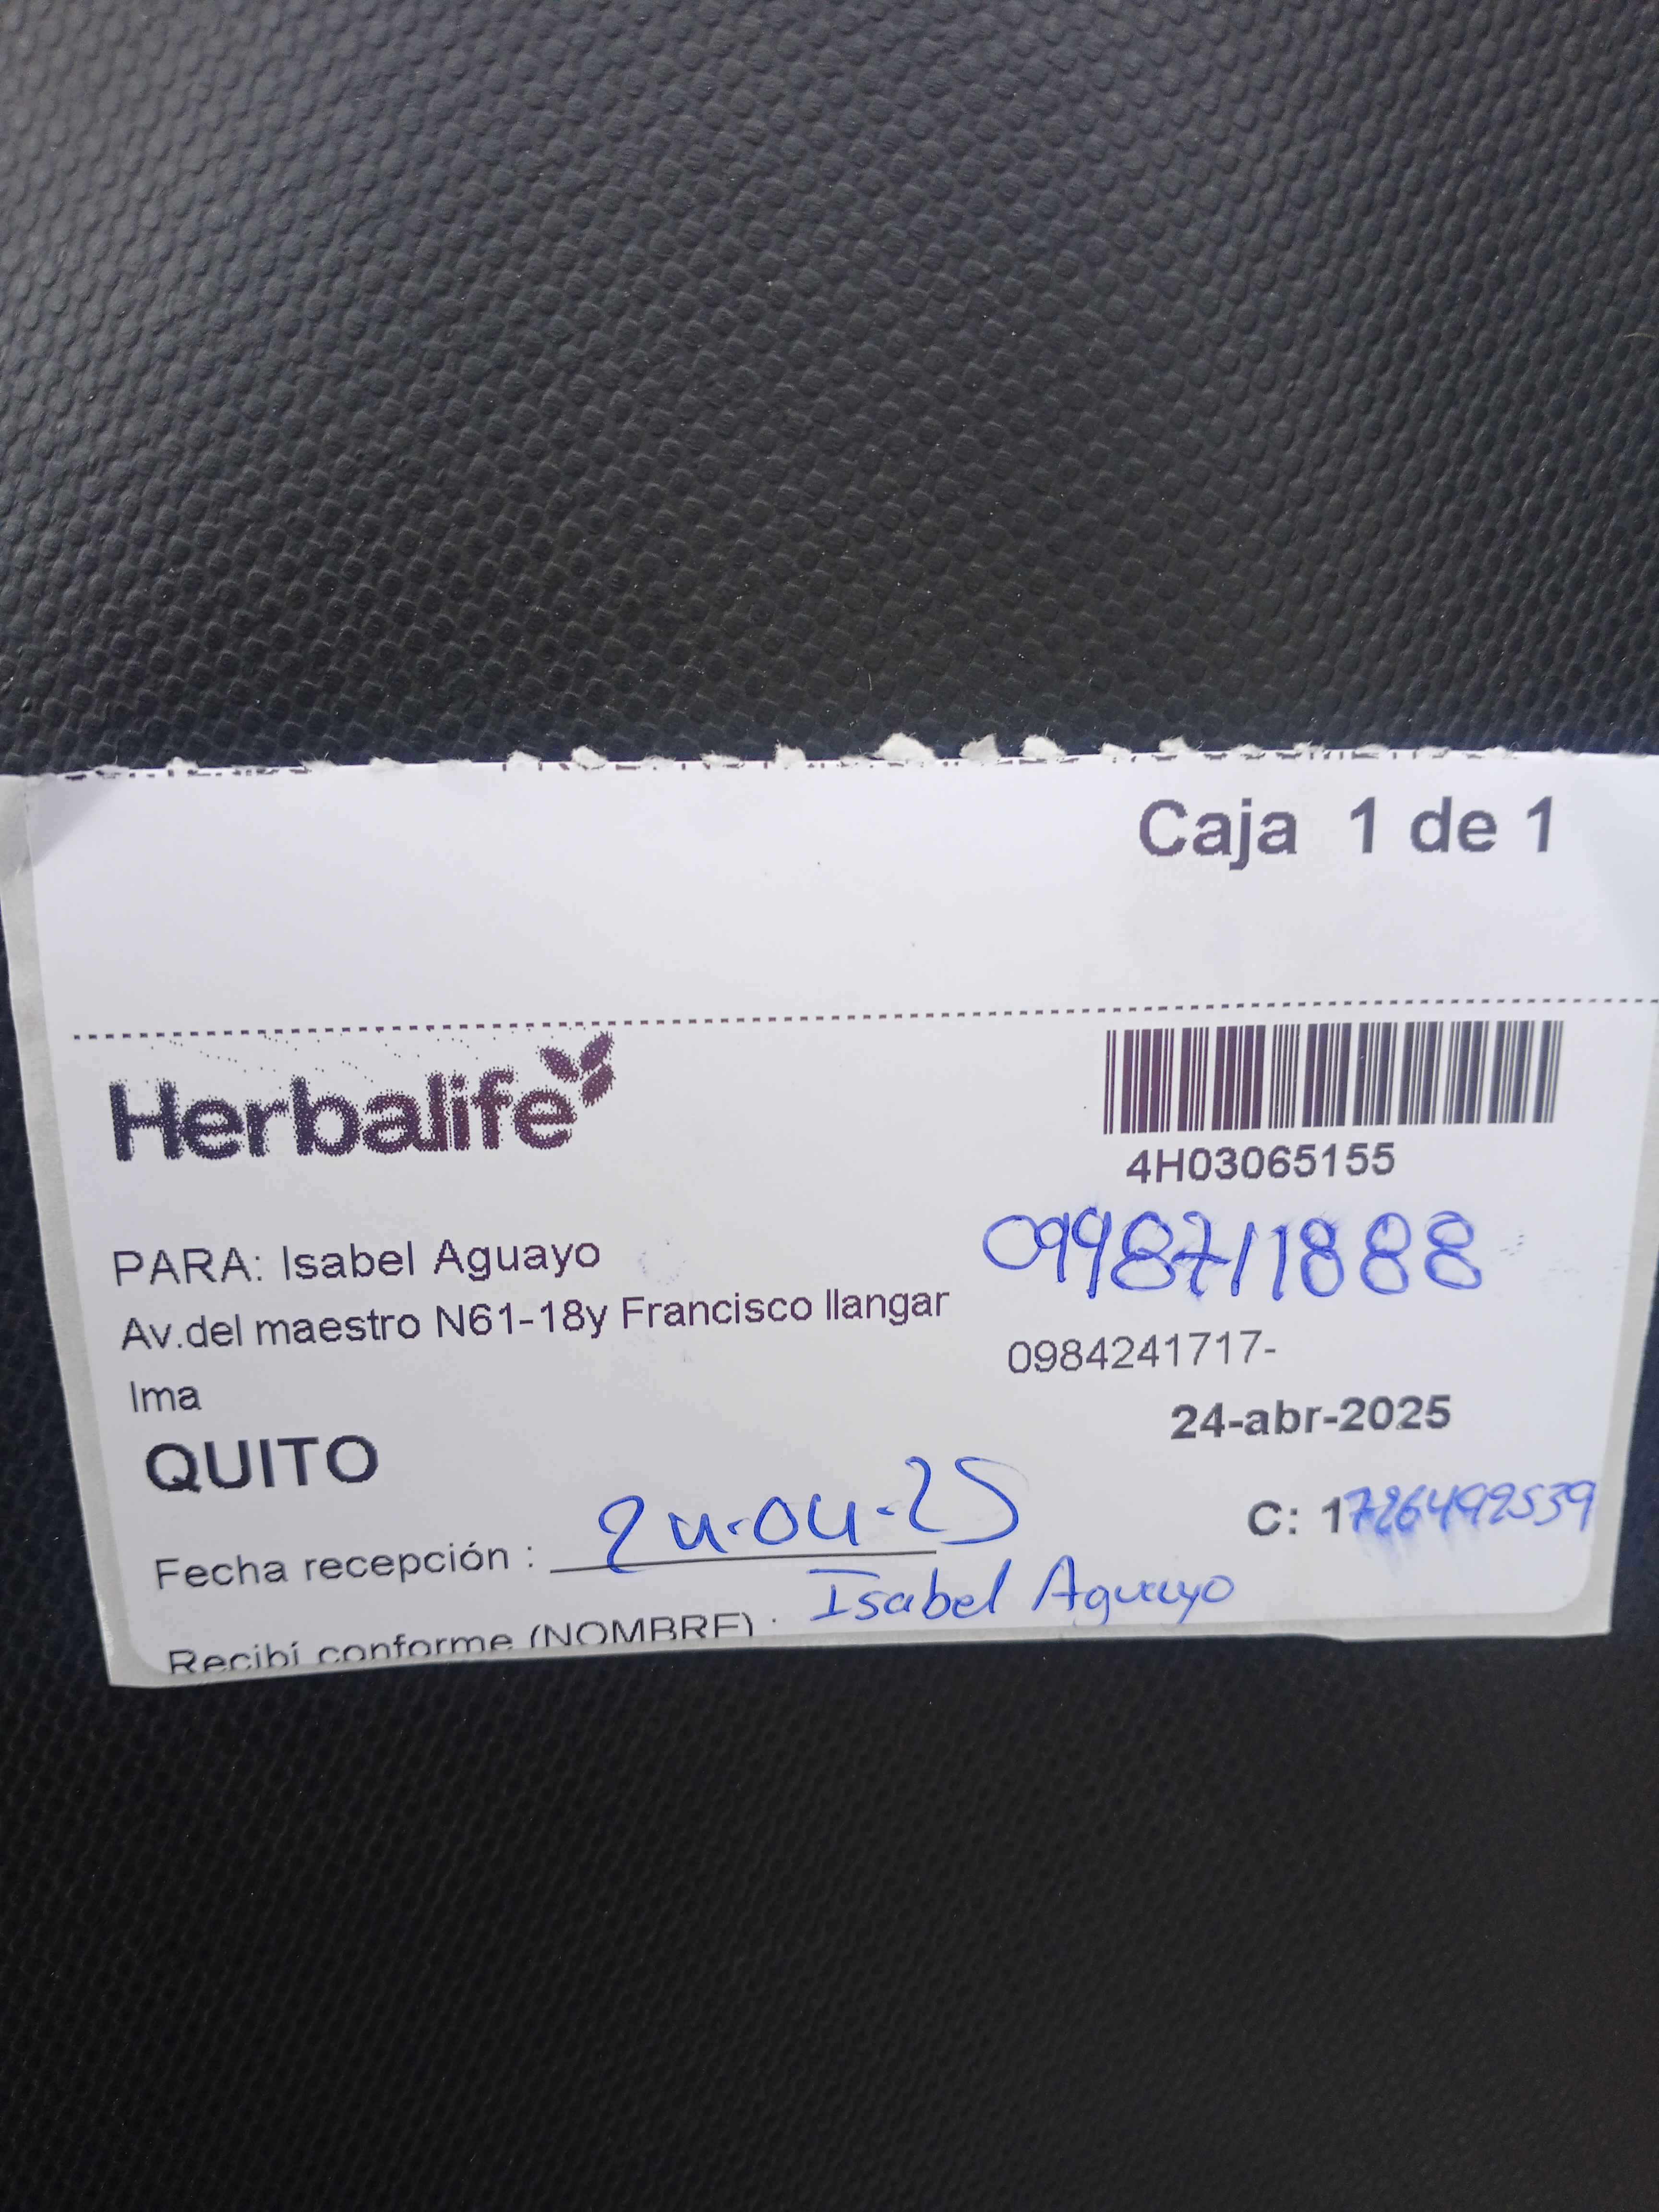 Caja 1 de 1
Herbalife
4H03065155
PARA: Isabel Aguayo
0998711888
Av.del maestro N61-18y Francisco llangar
0984241717-
Ima
24-abr-2025
QUITO
C: 1726492539
Fecha recepción : 24-04-25
Recibí conforme (NOMBRE) : Isabel Aguayo